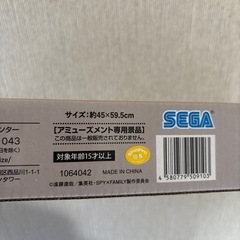 サイズ：約45×59.5cm
ンター
043
日を除く)
size/
区西品川1-1-1
ンタワー
【アミューズメント専用景品】
この商品は一般販売されておりません。
対象年齢15才以上
1064042
MADE IN CHINA
©遠藤達哉／集英社・SPY×FAMILY製作委員会
SEGA
4580779509103